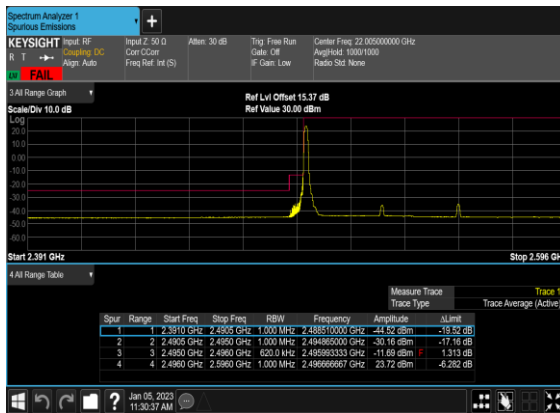 Spectrum Analyzer 1
Spurious Emissions
KEYSIGHT Input: RF Input Z: 50 Ω Atten: 30 dB Trig: Free Run Center Freq: 22.005000000 GHz
R T Coupling: DC Corr CCorr Gate: Off Avg|Hold: 1000/1000
Align: Auto Freq Ref: Int (S) IF Gain: Low Radio Std: None
FAIL
3 All Range Graph
Ref Lvl Offset 15.37 dB
Scale/Div 10.0 dB Ref Value 30.00 dBm
Log
20.0
10.0
0.00
-10.0
-20.0
-30.0
-40.0
-50.0
-60.0
Start 2.391 GHz Stop 2.596 GH
4 All Range Table
Measure Trace Trace 1
Trace Type Trace Average (Active)
Spur Range Start Freq Stop Freq RBW Frequency Amplitude ΔLimit
1 1 2.3910 GHz 2.4905 GHz 1.000 MHz 2.488510000 GHz -44.52 dBm -19.52 dB
2 2 2.4905 GHz 2.4950 GHz 1.000 MHz 2.494865000 GHz -30.16 dBm -17.16 dB
3 3 2.4950 GHz 2.4960 GHz 620.0 kHz 2.495993333 GHz -11.69 dBm F 1.313 dB
4 4 2.4960 GHz 2.5960 GHz 1.000 MHz 2.496666667 GHz 23.72 dBm -6.282 dB
Jan 05, 2023
11:30:37 AM